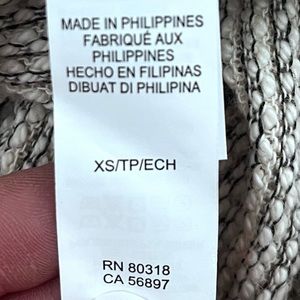 MADE IN PHILIPPINES
FABRIQUÉ AUX
PHILIPPINES
HECHO EN FILIPINAS
DIBUAT DI PHILIPINA
XS/TP/ECH
RN 80318
CA 56897